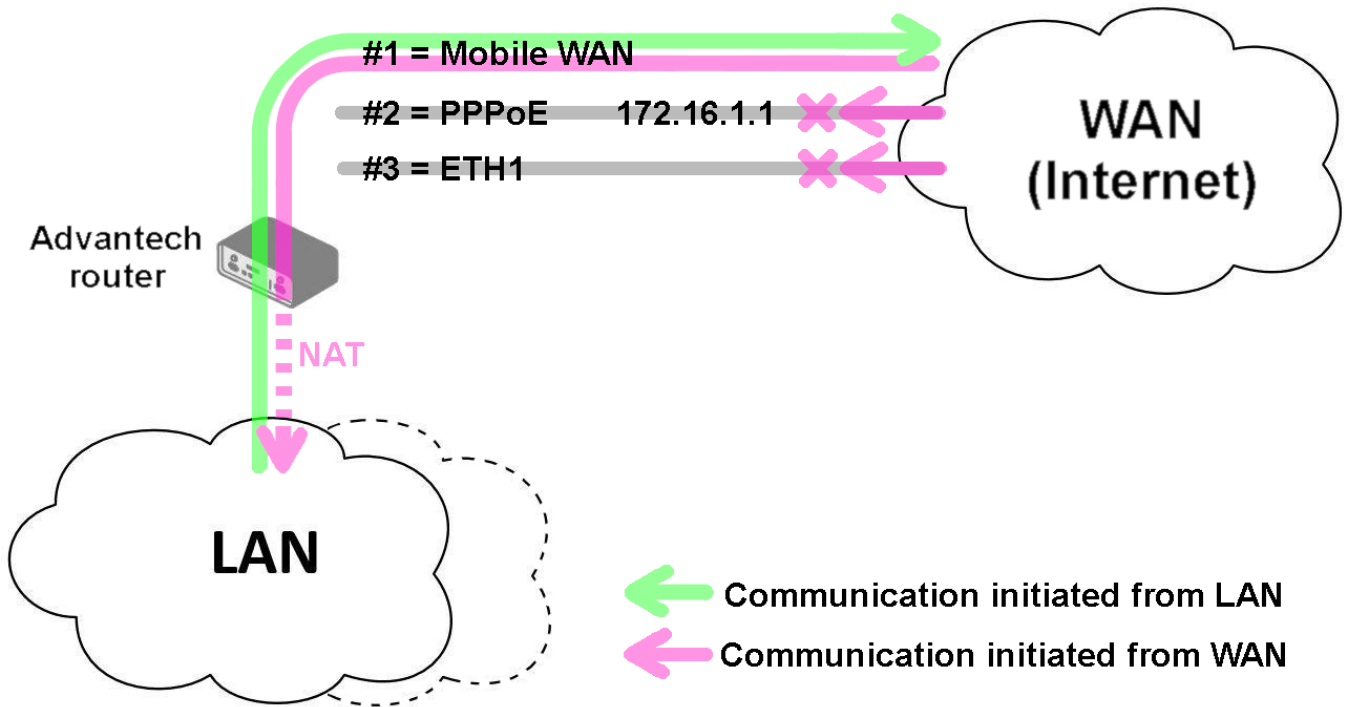 #1 = Mobile WAN
#2 = PPPoE 172.16.1.1
#3 = ETH1
WAN
(Internet)
Advantech
router
NAT
LAN
Communication initiated from LAN
Communication initiated from WAN